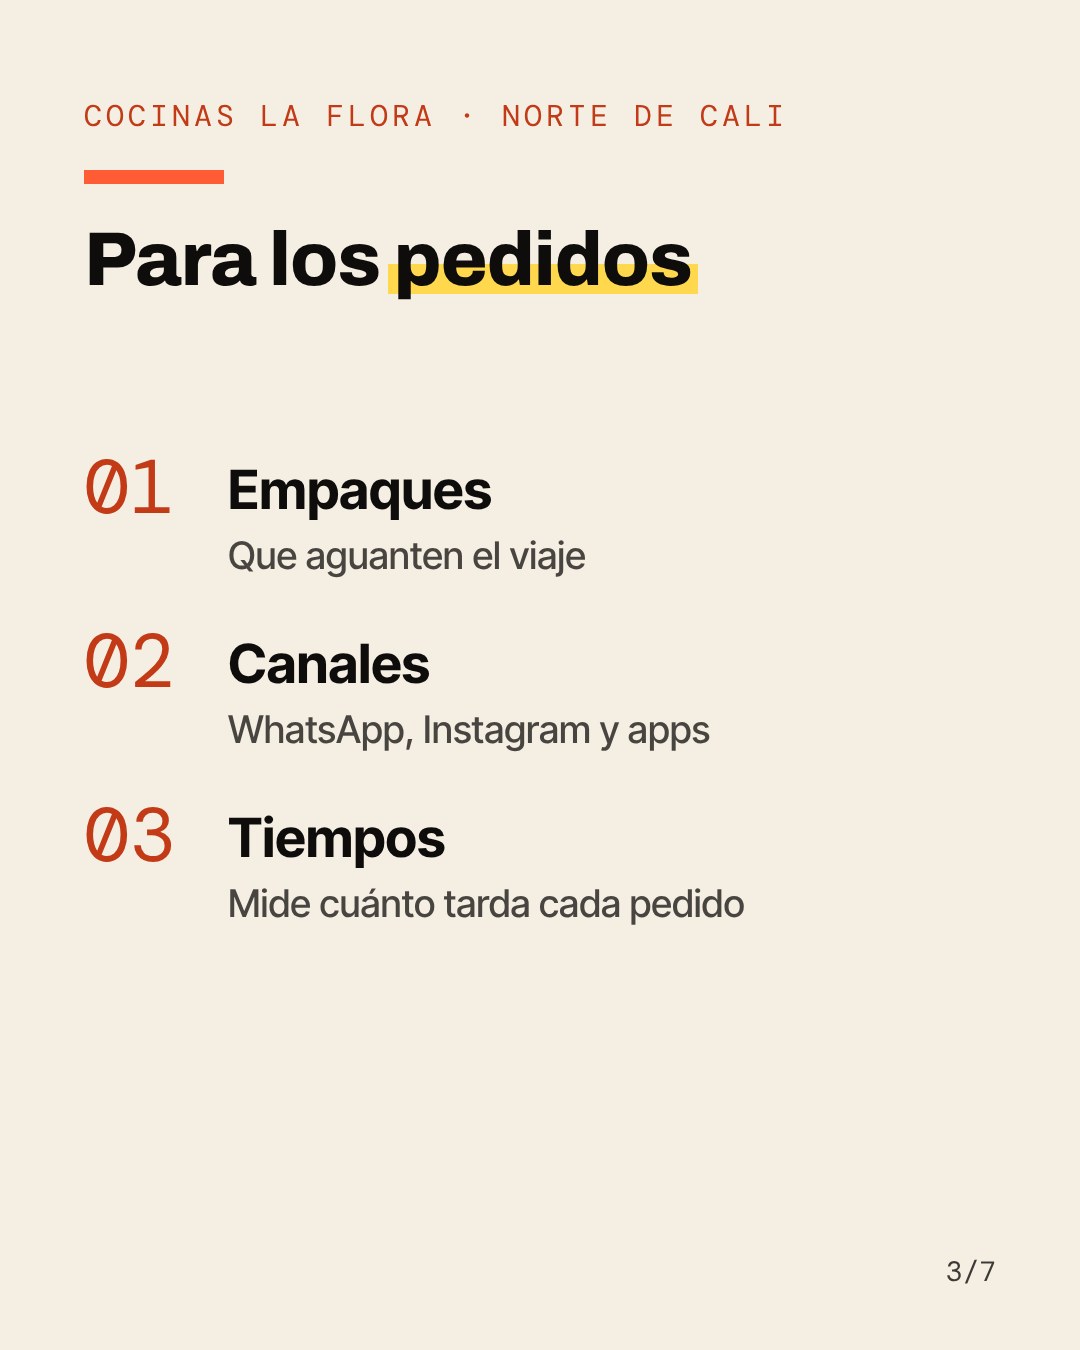 COCINAS LA FLORA · NORTE DE CALI
Para los pedidos
01 Empaques
Que aguanten el viaje
02 Canales
WhatsApp, Instagram y apps
03 Tiempos
Mide cuánto tarda cada pedido
3/7